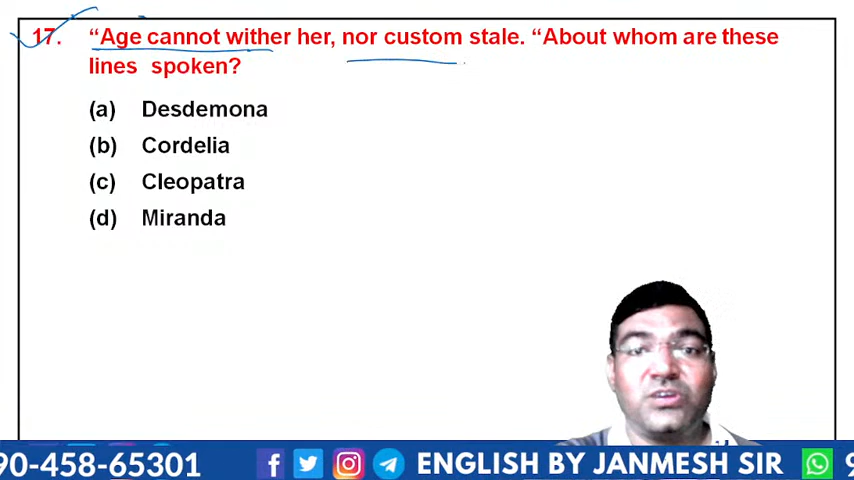 17. “Age cannot wither her, nor custom stale. “About whom are these
lines spoken?
(a) Desdemona
(b) Cordelia
(c) Cleopatra
(d) Miranda
90-458-65301 ENGLISH BY JANMESH SIR 9